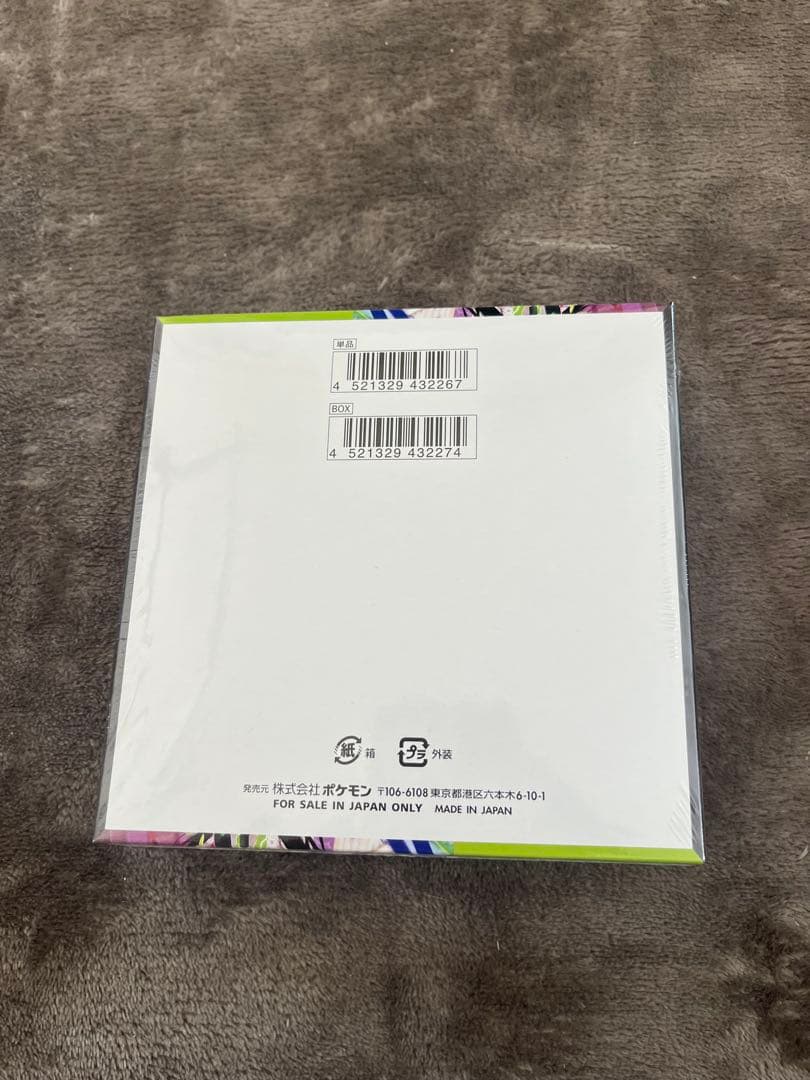 単品
4 521329 432267
BOX
4 521329 432274
紙 箱 プラ 外装
発売元 株式会社ポケモン 〒106-6108 東京都港区六本木6-10-1
FOR SALE IN JAPAN ONLY MADE IN JAPAN